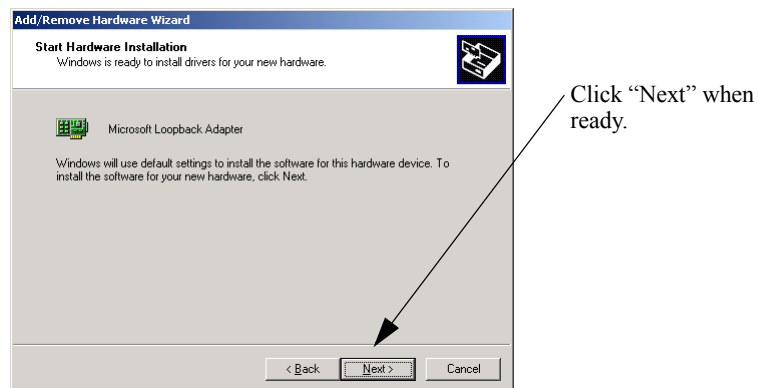 Add/Remove Hardware Wizard
Start Hardware Installation
Windows is ready to install drivers for your new hardware.
Click “Next” when
ready.
Microsoft Loopback Adapter
Windows will use default settings to install the software for this hardware device. To
install the software for your new hardware, click Next.
< Back
Next >
Cancel